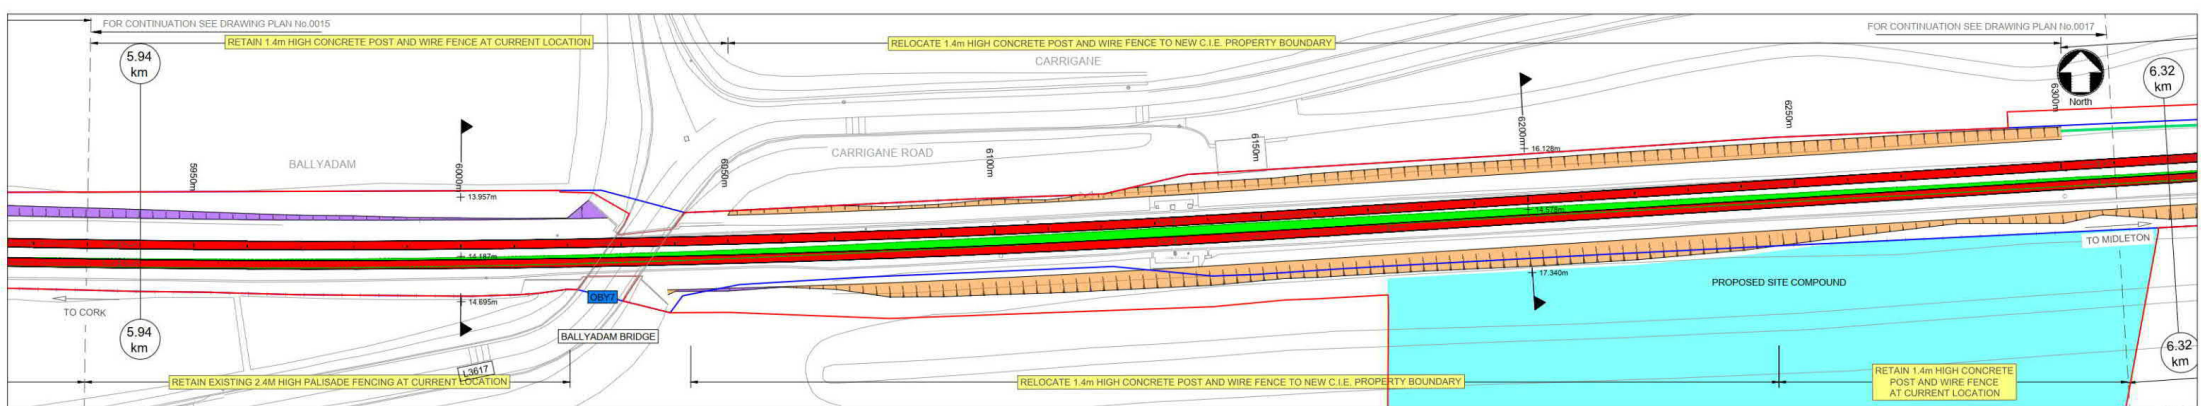 FOR CONTINUATION SEE DRAWING PLAN No.0015
FOR CONTINUATION SEE DRAWING PLAN No.0017
RETAIN 1.4m HIGH CONCRETE POST AND WIRE FENCE AT CURRENT LOCATION
RELOCATE 1.4m HIGH CONCRETE POST AND WIRE FENCE TO NEW C.I.E. PROPERTY BOUNDARY
5.94
km
CARRIGANE
6.32
km
North
BALLYADAM
CARRIGANE ROAD
5950m
6000m
6050m
6100m
6150m
6200m
6250m
6300m
16.128m
13.957m
14.578m
14.187m
TO MIDLETON
17.340m
PROPOSED SITE COMPOUND
OBY7
14.695m
TO CORK
5.94
km
BALLYADAM BRIDGE
6.32
km
L3617
RETAIN EXISTING 2.4M HIGH PALISADE FENCING AT CURRENT LOCATION
RELOCATE 1.4m HIGH CONCRETE POST AND WIRE FENCE TO NEW C.I.E. PROPERTY BOUNDARY
RETAIN 1.4m HIGH CONCRETE
POST AND WIRE FENCE
AT CURRENT LOCATION